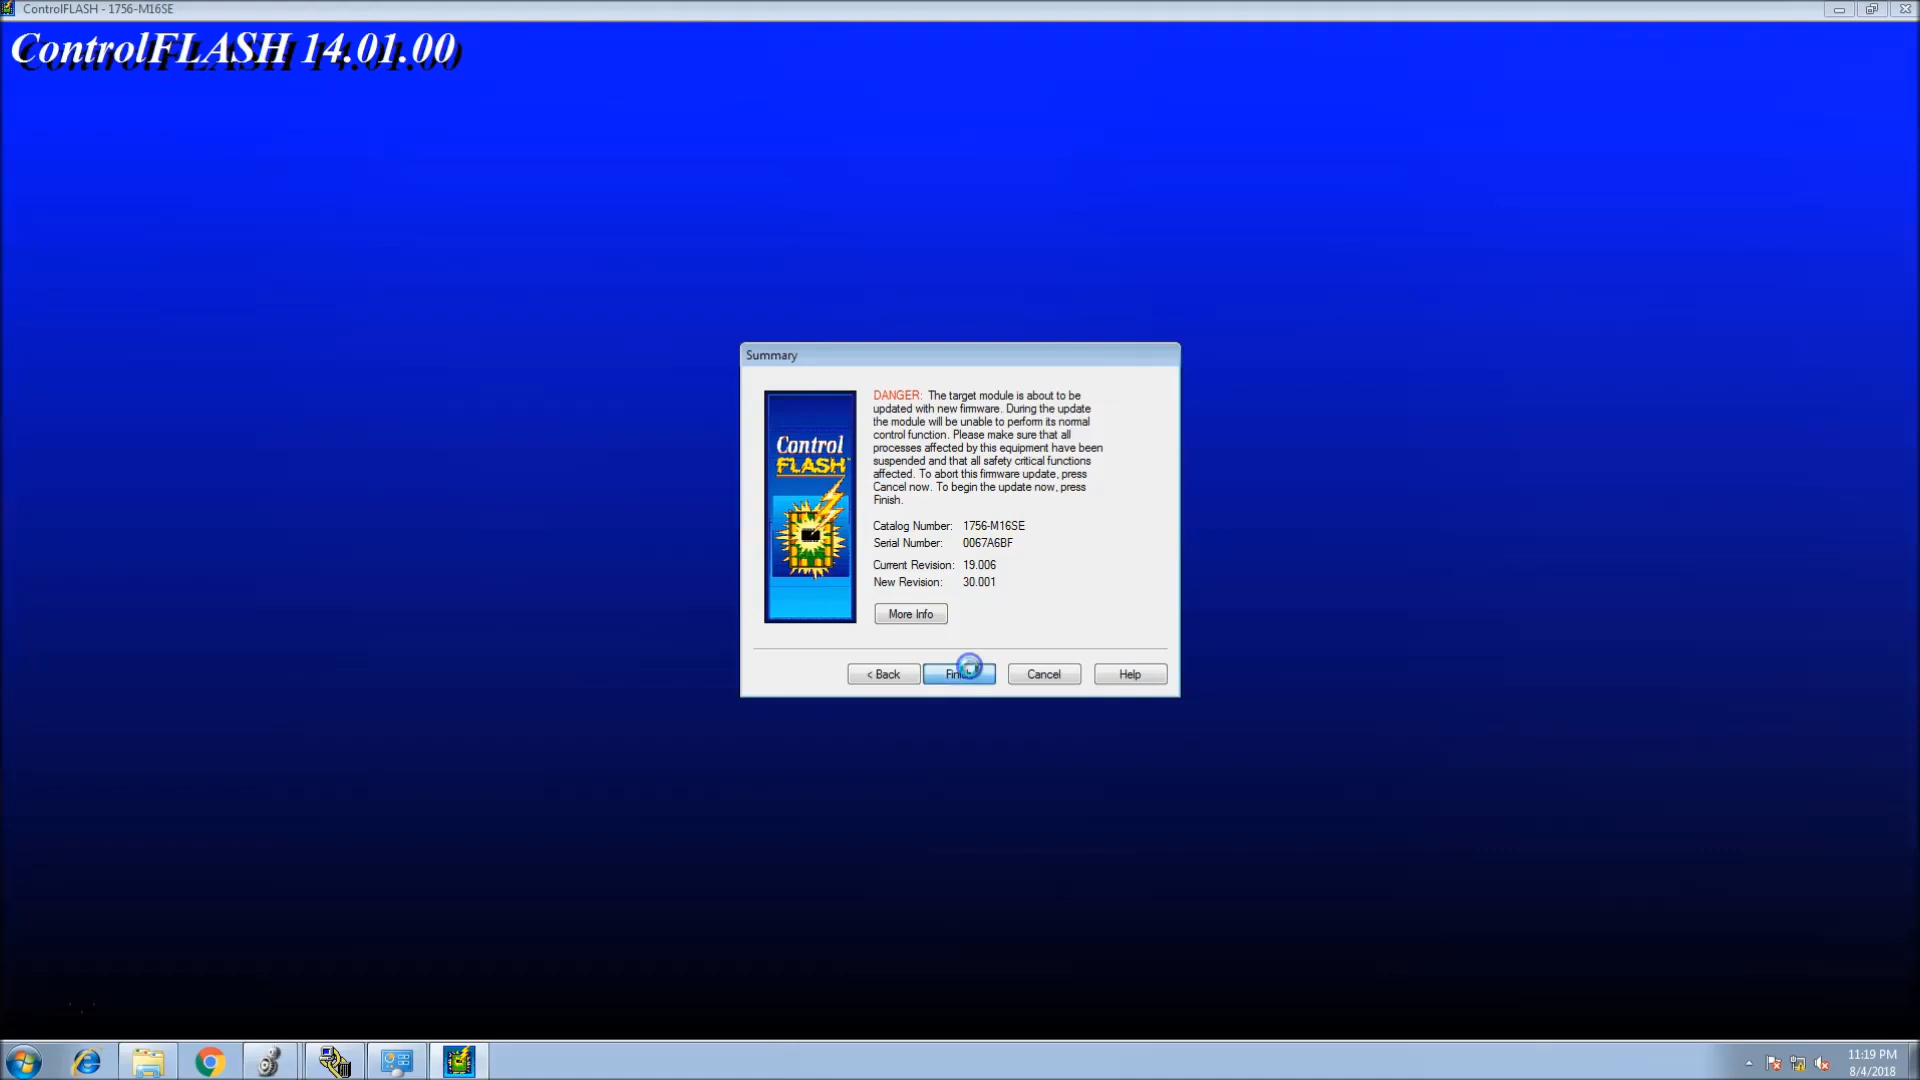 ControlFLASH - 1756-M16SE
ControlFLASH 14.01.00
Summary
Control
FLASH
DANGER: The target module is about to be
updated with new firmware. During the update
the module will be unable to perform its normal
control function. Please make sure that all
processes affected by this equipment have been
suspended and that all safety critical functions
affected. To abort this firmware update, press
Cancel now. To begin the update now, press
Finish.
Catalog Number: 1756-M16SE
Serial Number: 0067A6BF
Current Revision: 19.006
New Revision: 30.001
More Info
< Back
Cancel
Help
11:19 PM
8/4/2018